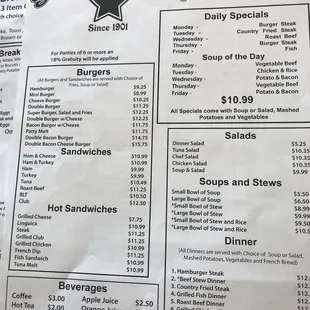 3 Item
Since 1901
For Parties of 6 or more an
18% Gratuity will be applied
Burgers
(All Burgers and Sandwiches are served with Choice of
Fries, Soup or Salad)
Hamburger $9.25
Mini Burger $8.99
Cheese Burger $10.25
Double Burger $11.25
Super Burger, Salad and Fries $12.25
Double Burger w/Cheese $12.25
Bacon Burger w/Cheese $12.25
Patty Melt $11.75
Double Bacon Burger $14.75
Double Bacon Cheese Burger $15.75
Sandwiches
Ham & Cheese $10.99
Ham & Turkey $10.99
Ham $9.99
Turkey $9.99
Tuna $10.49
Roast Beef $11.25
BLT $10.50
Club $12.50
Hot Sandwiches
Grilled Cheese $7.75
Linguica $10.99
Steak $10.99
Grilled Club $11.25
Grilled Chicken $11.25
French Dip $10.99
Fish Sandwich $11.25
Tuna Melt $10.99
Beverages
Coffee $3.00
Hot Tea
Apple Juice $2.50
Daily Specials
Monday - Burger Steak
Tuesday - Country Fried Steak
Wednesday - Roast Beef
Thursday - Burger Steak
Friday - Fish
Soup of the Day
Monday - Vegetable Beef
Tuesday - Chicken & Rice
Wednesday - Potato & Bacon
Thursday - Vegetable Beef
Friday - Potato & Bacon
$10.99
All Specials come with Soup or Salad, Mashed
Potatoes and Vegetables
Salads
Dinner Salad $5.25
Tuna Salad $10.35
Chef Salad $10.50
Chicken Salad $10.50
Side Salad
Soups and Stews
Small Bowl of Soup $5.50
Large Bowl of Soup $6.50
*Small Bowl of Stew $8.99
*Large Bowl of Stew $9.99
*Small Bowl of Stew and Rice $9.50
*Large Bowl of Stew and Rice
Dinner
(All Dinners are served with Choice of Soup or Salad,
Mashed Potatoes, Vegetables and French Bread)
1. Hamburger Steak
2. *Beef Stew Dinner
3. Country Fried Steak
4. Grilled Fish Dinner
5. Roast Beef Dinner